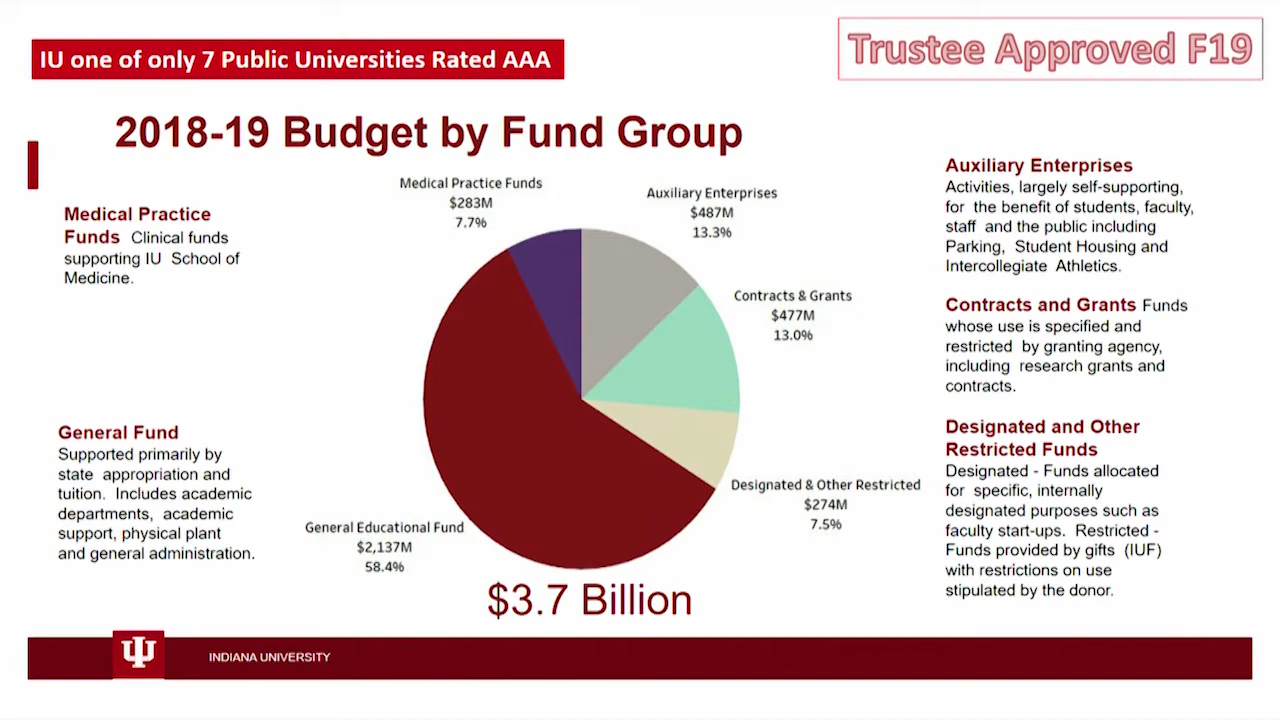 IU one of only 7 Public Universities Rated AAA
Trustee Approved F19
2018-19 Budget by Fund Group
Medical Practice
Funds Clinical funds
supporting IU School of
Medicine.
General Fund
Supported primarily by
state appropriation and
tuition. Includes academic
departments, academic
support, physical plant
and general administration.
Medical Practice Funds
$283M
7.7%
Auxiliary Enterprises
$487M
13.3%
Contracts & Grants
$477M
13.0%
Designated & Other Restricted
$274M
7.5%
General Educational Fund
$2,137M
58.4%
$3.7 Billion
Auxiliary Enterprises
Activities, largely self-supporting,
for the benefit of students, faculty,
staff and the public including
Parking, Student Housing and
Intercollegiate Athletics.
Contracts and Grants Funds
whose use is specified and
restricted by granting agency,
including research grants and
contracts.
Designated and Other
Restricted Funds
Designated - Funds allocated
for specific, internally
designated purposes such as
faculty start-ups. Restricted -
Funds provided by gifts (IUF)
with restrictions on use
stipulated by the donor.
INDIANA UNIVERSITY